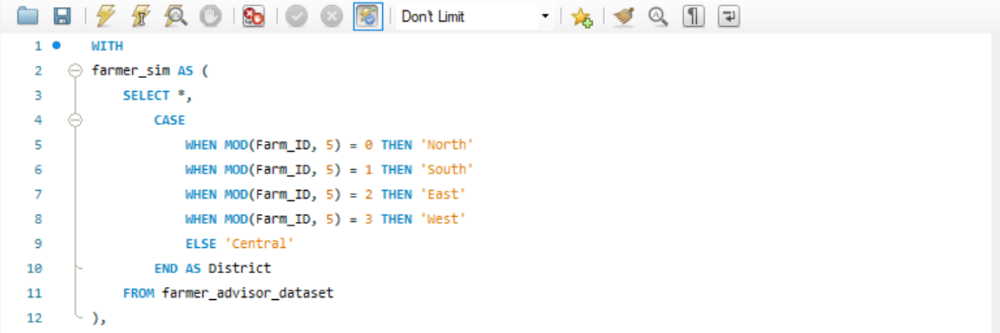 Don't Limit
1 WITH
2 farmer_sim AS (
3 SELECT *,
4 CASE
5 WHEN MOD(Farm_ID, 5) = 0 THEN 'North'
6 WHEN MOD(Farm_ID, 5) = 1 THEN 'South'
7 WHEN MOD(Farm_ID, 5) = 2 THEN 'East'
8 WHEN MOD(Farm_ID, 5) = 3 THEN 'West'
9 ELSE 'Central'
10 END AS District
11 FROM farmer_advisor_dataset
12 ),